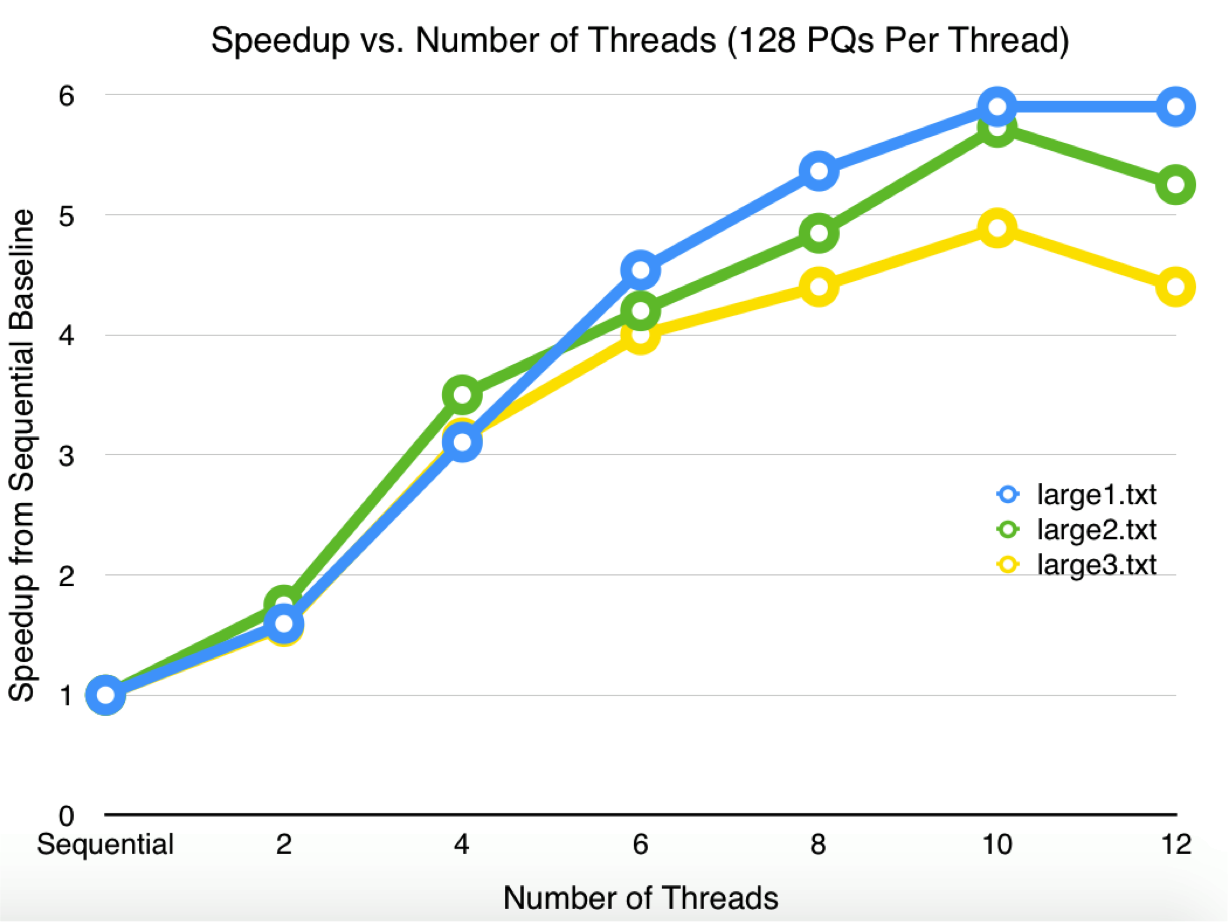 Speedup vs. Number of Threads (128 PQs Per Thread)
Speedup from Sequential Baseline
6
5
4
3
2
1
0
large1.txt
large2.txt
large3.txt
Sequential 2 4 6 8 10 12
Number of Threads